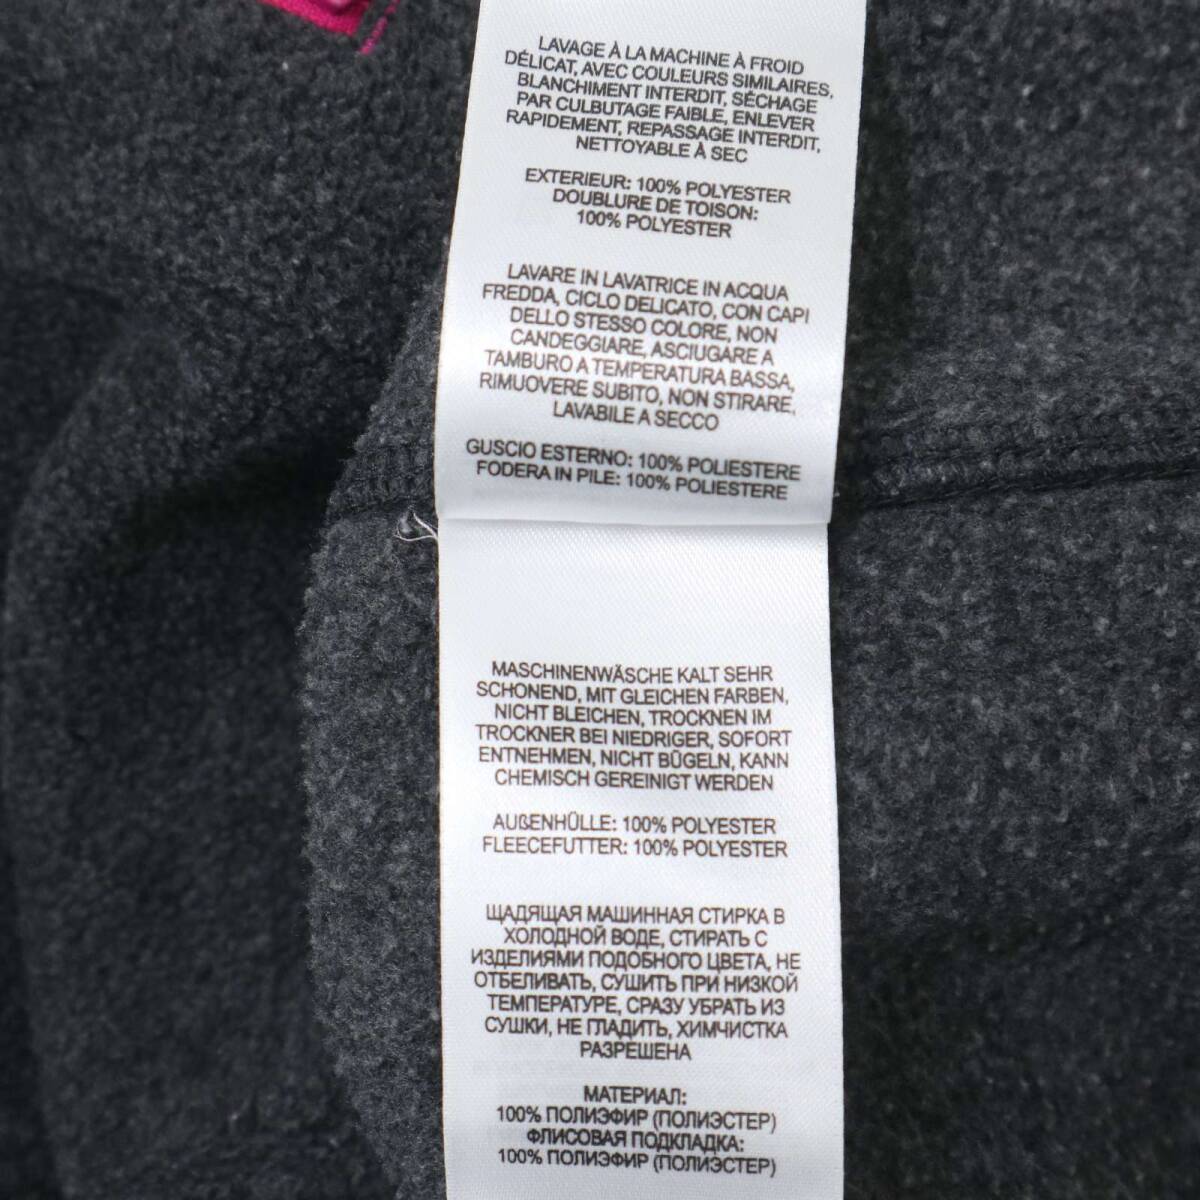 LAVAGE À LA MACHINE À FROID
DÉLICAT, AVEC COULEURS SIMILAIRES,
BLANCHIMENT INTERDIT, SÉCHAGE
PAR CULBUTAGE FAIBLE, ENLEVER
RAPIDEMENT, REPASSAGE INTERDIT,
NETTOYABLE À SEC
EXTERIEUR: 100% POLYESTER
DOUBLURE DE TOISON:
100% POLYESTER
LAVARE IN LAVATRICE IN ACQUA
FREDDA, CICLO DELICATO, CON CAPI
DELLO STESSO COLORE, NON
CANDEGGIARE, ASCIUGARE A
TAMBURO A TEMPERATURA BASSA,
RIMUOVERE SUBITO, NON STIRARE,
LAVABILE A SECCO
GUSCIO ESTERNO: 100% POLIESTERE
FODERA IN PILE: 100% POLIESTERE
MASCHINENWÄSCHE KALT SEHR
SCHONEND, MIT GLEICHEN FARBEN,
NICHT BLEICHEN, TROCKNEN IM
TROCKNER BEI NIEDRIGER, SOFORT
ENTNEHMEN, NICHT BÜGELN, KANN
CHEMISCH GEREINIGT WERDEN
AUßENHÜLLE: 100% POLYESTER
FLEECEFUTTER: 100% POLYESTER
ЩАДЯЩАЯ МАШИННАЯ СТИРКА В
ХОЛОДНОЙ ВОДЕ, СТИРАТЬ С
ИЗДЕЛИЯМИ ПОДОБНОГО ЦВЕТА, НЕ
ОТБЕЛИВАТЬ, СУШИТЬ ПРИ НИЗКОЙ
ТЕМПЕРАТУРЕ, СРАЗУ УБРАТЬ ИЗ
СУШКИ, НЕ ГЛАДИТЬ, ХИМЧИСТКА
РАЗРЕШЕНА
МАТЕРИАЛ:
100% ПОЛИЭФИР (ПОЛИЭСТЕР)
ФЛИСОВАЯ ПОДКЛАДКА:
100% ПОЛИЭФИР (ПОЛИЭСТЕР)